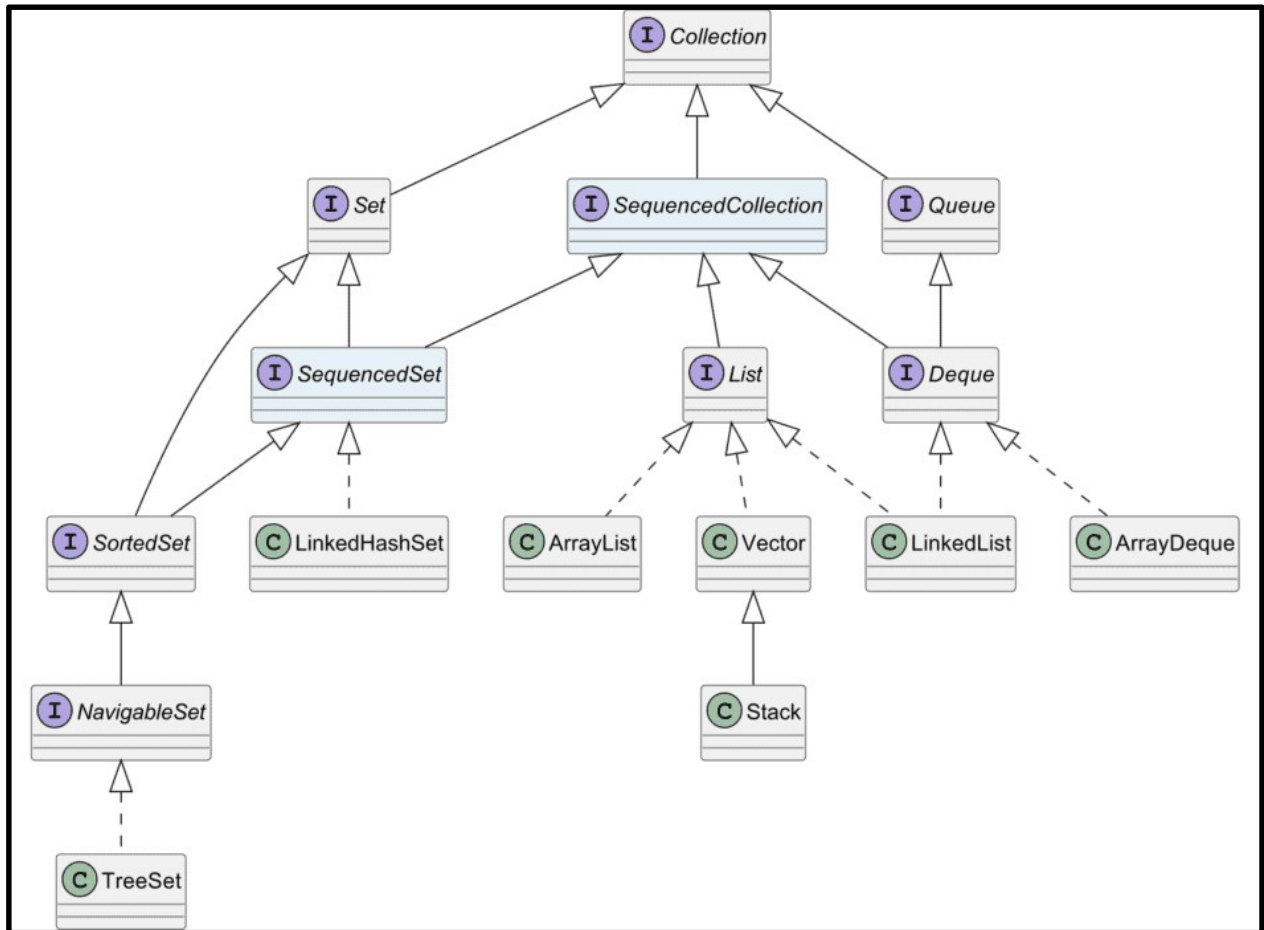 I Collection
I Set
I SequencedCollection
I Queue
I SequencedSet
I List
I Deque
I SortedSet
C LinkedHashSet
C ArrayList
C Vector
C LinkedList
C ArrayDeque
I NavigableSet
C Stack
C TreeSet